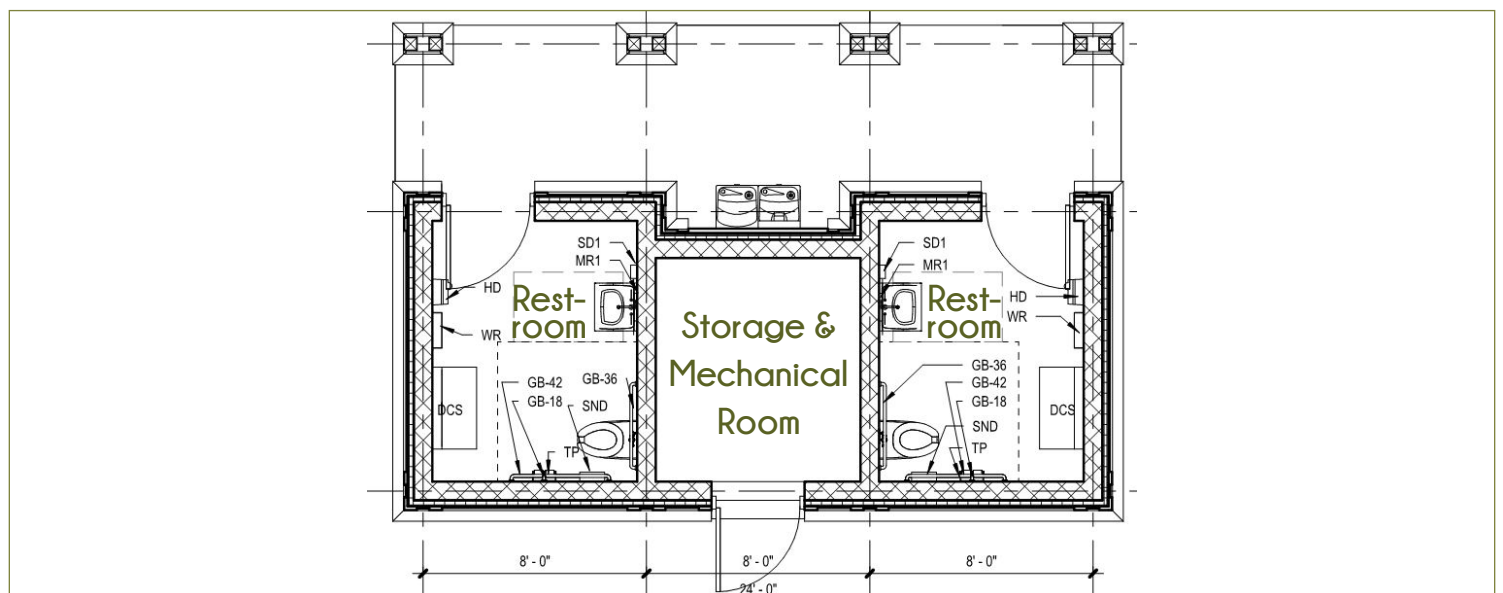 SD1
MR1
HD
WR
Rest-
room
GB-42
GB-36
GB-18
SND
DCS
TP
Storage &
Mechanical
Room
SD1
MR1
Rest-
room
HD
WR
GB-36
GB-42
GB-18
DCS
SND
TP
8' - 0"
8' - 0"
8' - 0"
24' - 0"